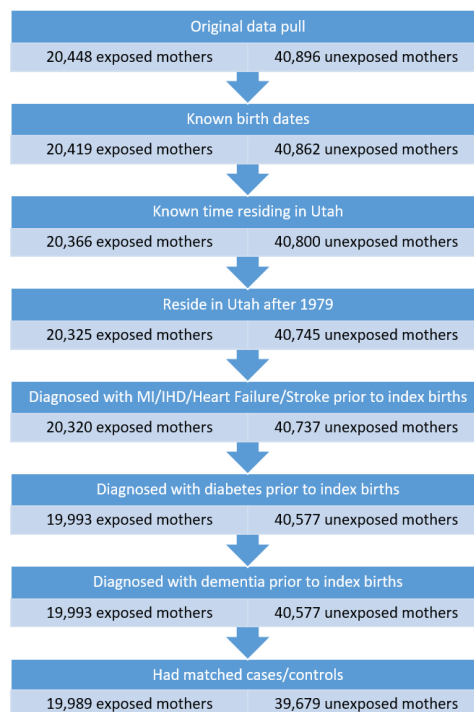 Original data pull
20,448 exposed mothers 40,896 unexposed mothers
Known birth dates
20,419 exposed mothers 40,862 unexposed mothers
Known time residing in Utah
20,366 exposed mothers 40,800 unexposed mothers
Reside in Utah after 1979
20,325 exposed mothers 40,745 unexposed mothers
Diagnosed with MI/IHD/Heart Failure/Stroke prior to index births
20,320 exposed mothers 40,737 unexposed mothers
Diagnosed with diabetes prior to index births
19,993 exposed mothers 40,577 unexposed mothers
Diagnosed with dementia prior to index births
19,993 exposed mothers 40,577 unexposed mothers
Had matched cases/controls
19,989 exposed mothers 39,679 unexposed mothers